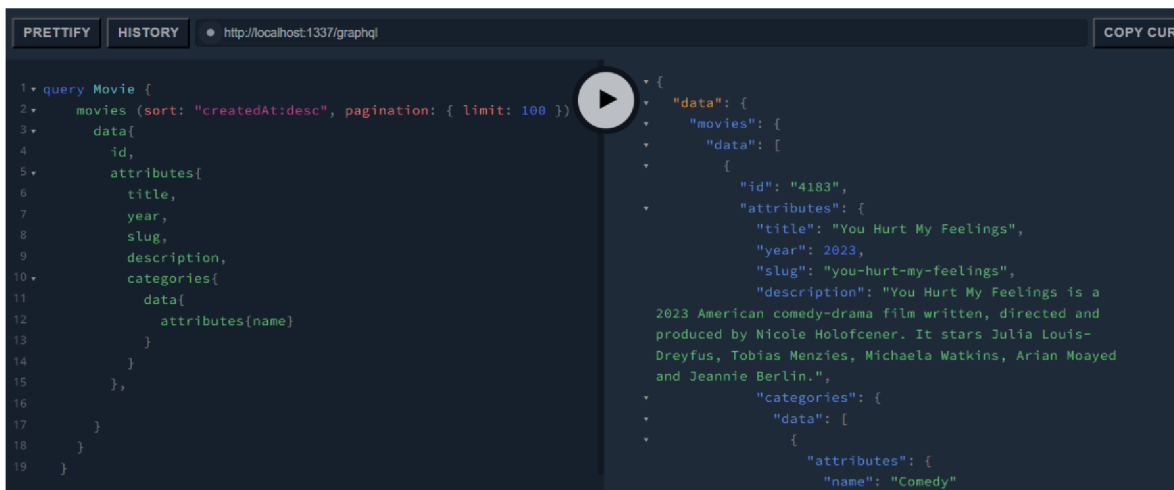 PRETTIFY HISTORY http://localhost:1337/graphql COPY CUR
1 query Movie {
2 movies (sort: "createdAt:desc", pagination: { limit: 100 })
3 data{
4 id,
5 attributes{
6 title,
7 year,
8 slug,
9 description,
10 categories{
11 data{
12 attributes{name}
13 }
14 }
15 },
16
17 }
18 }
19 }
{
"data": {
"movies": {
"data": [
{
"id": "4183",
"attributes": {
"title": "You Hurt My Feelings",
"year": 2023,
"slug": "you-hurt-my-feelings",
"description": "You Hurt My Feelings is a
2023 American comedy-drama film written, directed and
produced by Nicole Holofcener. It stars Julia Louis-
Dreyfus, Tobias Menzies, Michaela Watkins, Arian Moayed
and Jeannie Berlin.",
"categories": {
"data": [
{
"attributes": {
"name": "Comedy"